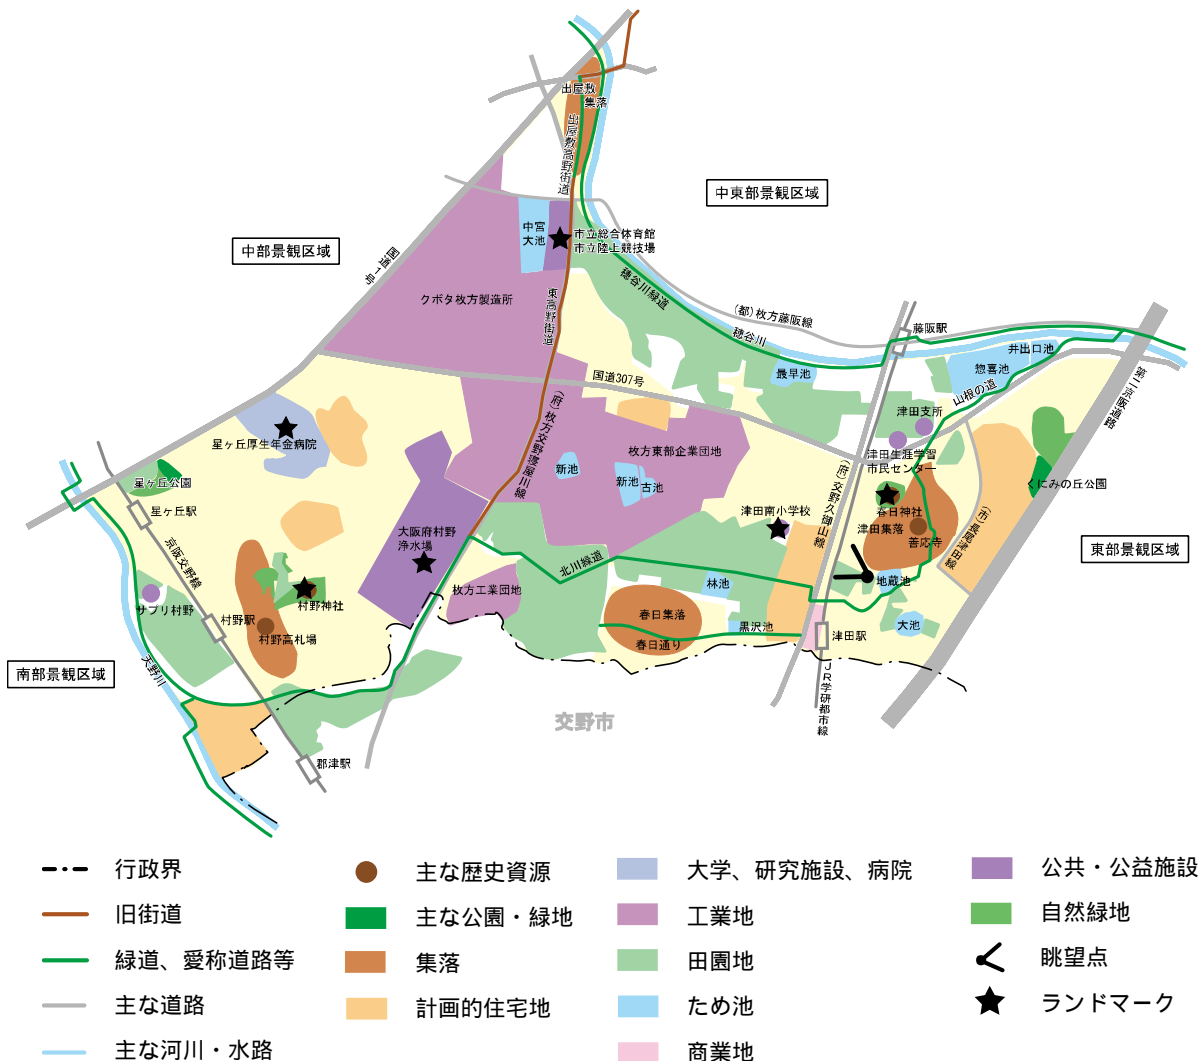 出屋敷
集落
出屋敷高野街道
中東部景観区域
中部景観区域
国道1号
中宮
大池
市立総合体育館
市立陸上競技場
クボタ枚方製造所
東高野街道
穂谷川緑道
(都)枚方藤阪線
穂谷川
藤阪駅
井出口池
惣喜池
最早池
国道307号
山根の道
第二京阪道路
津田支所
(府)枚方交野寝屋川線
星ヶ丘厚生年金病院
枚方東部企業団地
津田生涯学習
市民センター
新池
新池
古池
(府)交野久御山線
星ヶ丘公園
くにみの丘公園
星ヶ丘駅
津田南小学校
春日神社
津田集落
善応寺
(市)長尾津田線
大阪府村野
浄水場
京阪交野線
北川緑道
東部景観区域
林池
地蔵池
枚方工業団地
サプリ村野
村野神社
村野駅
村野高札場
春日集落
黒沢池
大池
春日通り
津田駅
南部景観区域
天野川
JR学研都市線
交野市
郡津駅
行政界
主な歴史資源
大学、研究施設、病院
公共・公益施設
旧街道
主な公園・緑地
工業地
自然緑地
緑道、愛称道路等
集落
田園地
眺望点
主な道路
計画的住宅地
ため池
ランドマーク
主な河川・水路
商業地